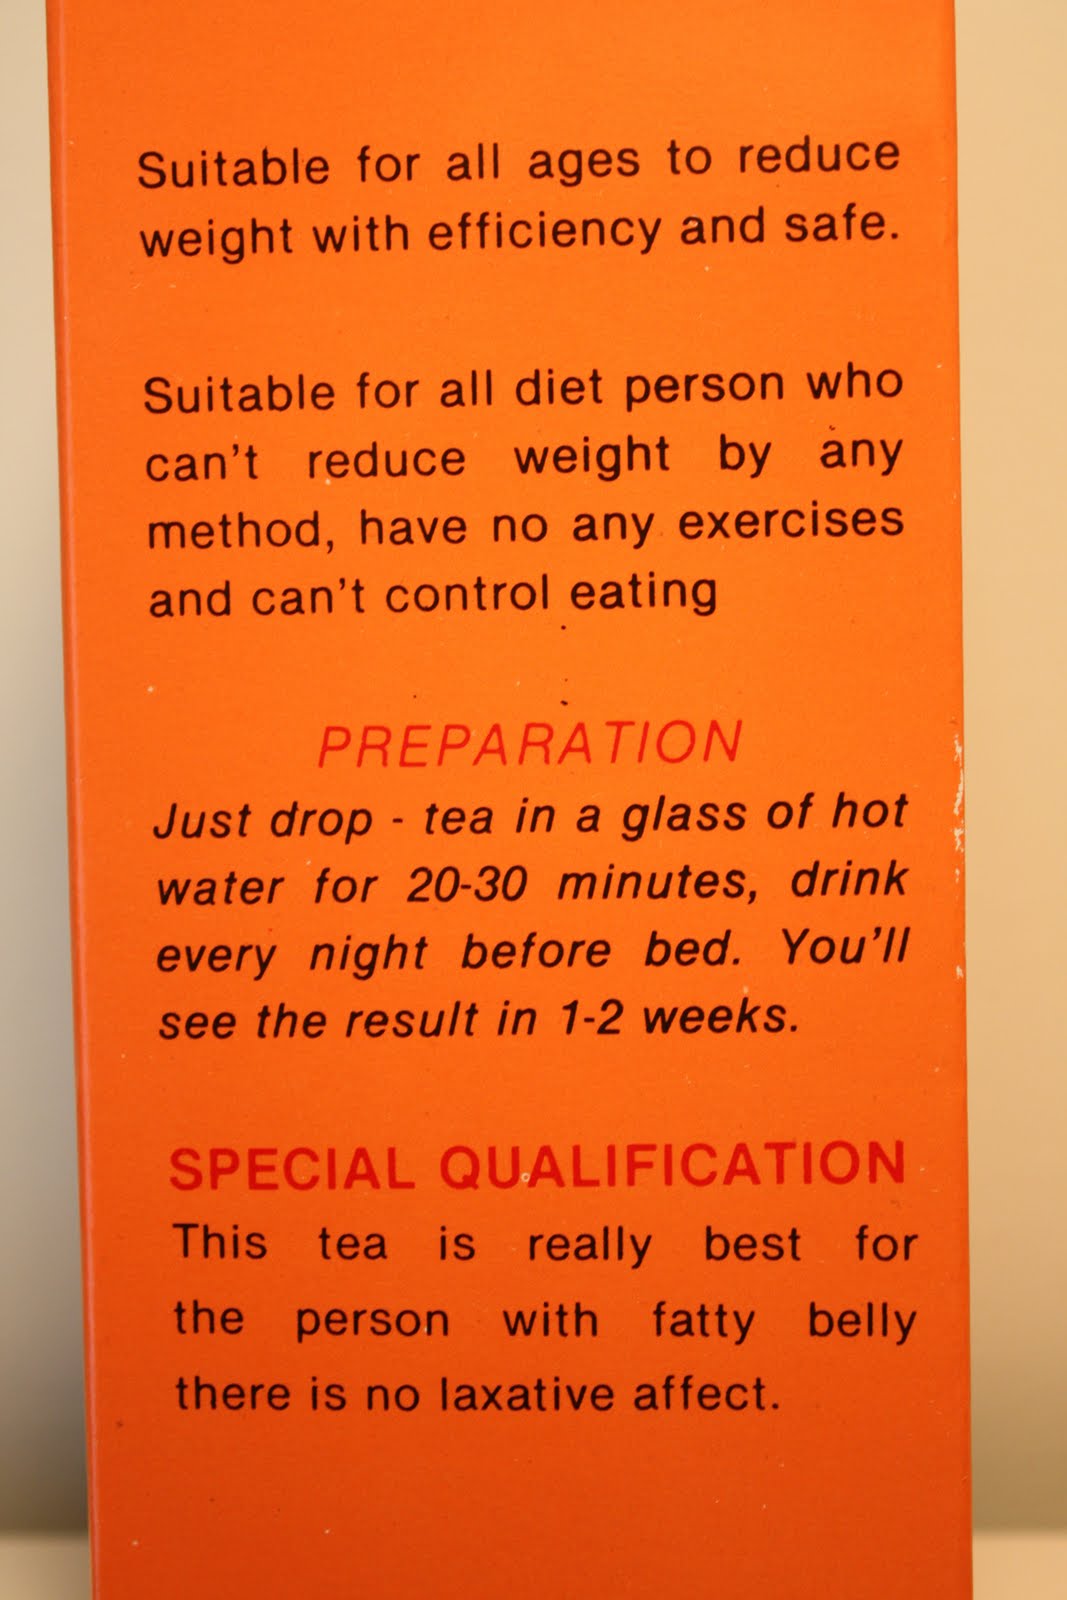 Suitable for all ages to reduce
weight with efficiency and safe.
Suitable for all diet person who
can't reduce weight by any
method, have no any exercises
and can't control eating
PREPARATION
Just drop - tea in a glass of hot
water for 20-30 minutes, drink
every night before bed. You'll
see the result in 1-2 weeks.
SPECIAL QUALIFICATION
This tea is really best for
the person with fatty belly
there is no laxative affect.